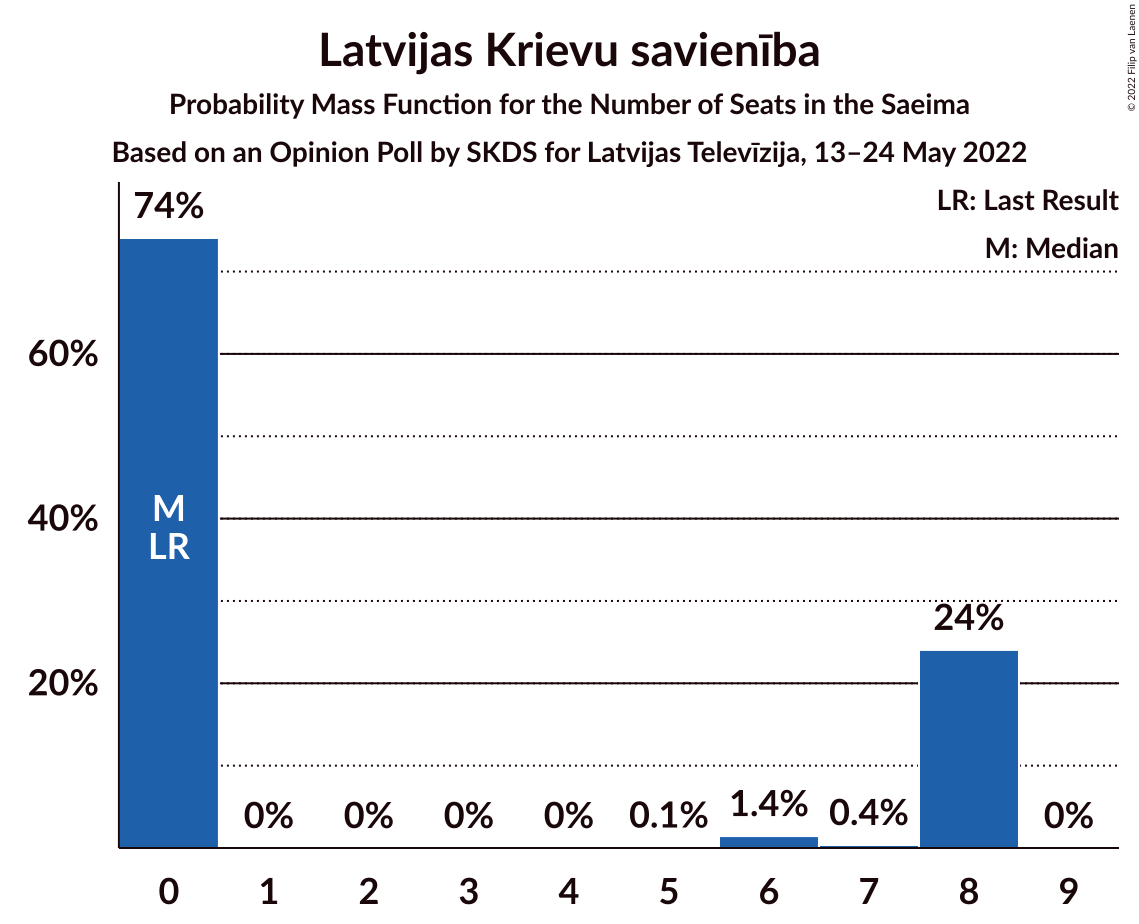 Latvijas Krievu savienība
Probability Mass Function for the Number of Seats in the Saeima
Based on an Opinion Poll by SKDS for Latvijas Televīzija, 13–24 May 2022
© 2022 Filip van Laenen
LR: Last Result
M: Median
74%
60%
40%
20%
M
LR
0%
0%
0%
0%
0.1%
1.4%
0.4%
24%
0%
0 1 2 3 4 5 6 7 8 9